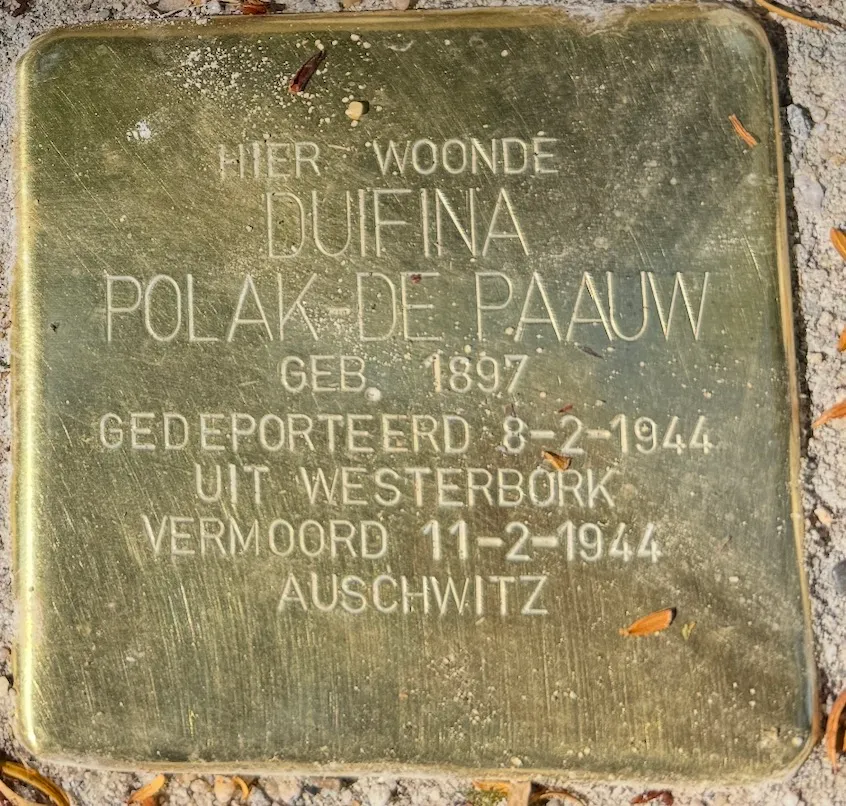 HIER WOONDE
DUIFINA
POLAK-DE PAAUW
GEB. 1897
GEDEPORTEERD 8-2-1944
UIT WESTERBORK
VERMOORD 11-2-1944
AUSCHWITZ